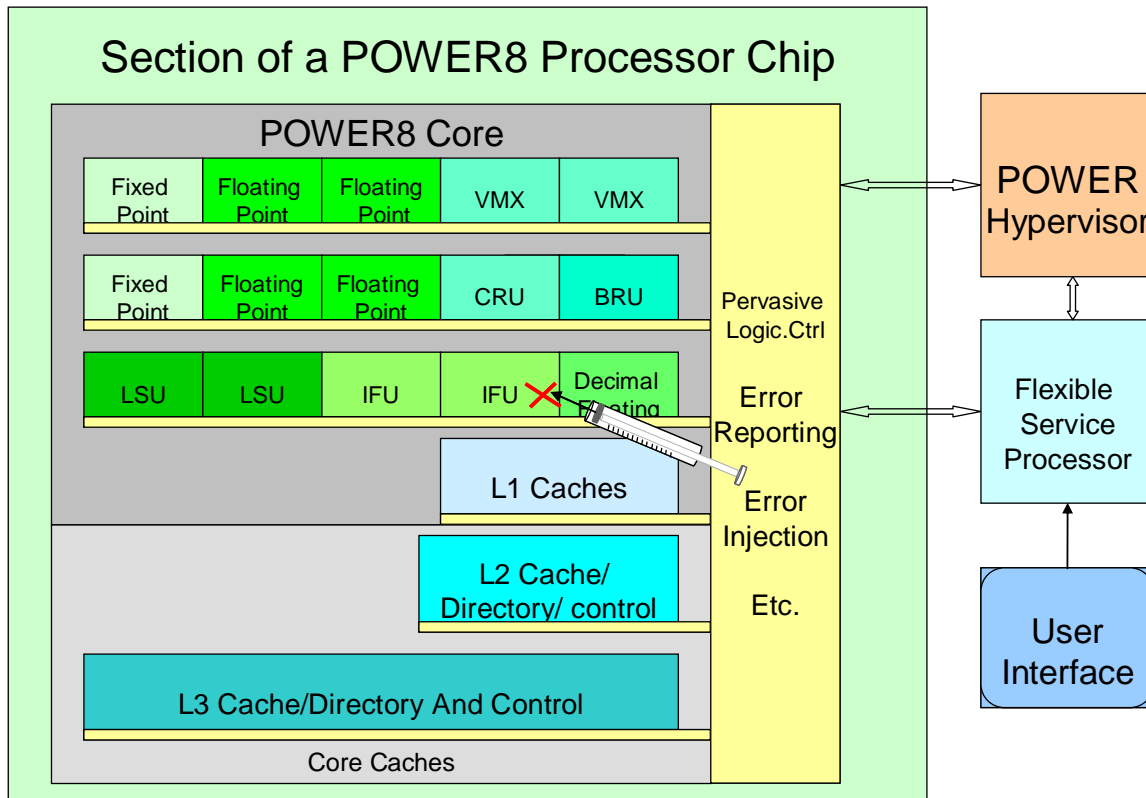 Section of a POWER8 Processor Chip
POWER8 Core
Fixed
Point
Floating
Point
Floating
Point
VMX
VMX
Fixed
Point
Floating
Point
Floating
Point
CRU
BRU
LSU
LSU
IFU
IFU
Decimal
Floating
L1 Caches
L2 Cache/
Directory/ control
L3 Cache/Directory And Control
Core Caches
Pervasive
Logic.Ctrl
Error
Reporting
Error
Injection
Etc.
POWER
Hypervisor
Flexible
Service
Processor
User
Interface